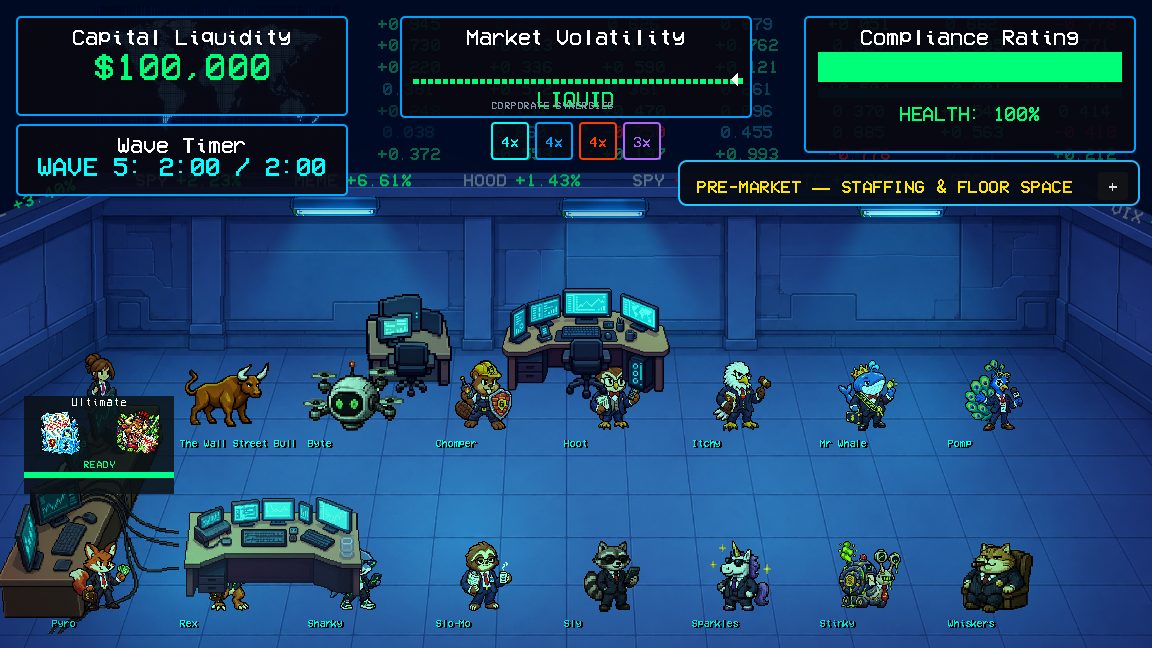 Capital Liquidity
$100,000
Wave Timer
WAVE 5: 2:00 / 2:00
Market Volatility
LIQUID
CORPORATE SYNERGIES
4x
4x
4x
3x
Compliance Rating
HEALTH: 100%
PRE-MARKET — STAFFING & FLOOR SPACE
+
+0.372
+0.993
0.455
+6.61%
HOOD +1.43%
SPY
VIX
Ultimate
READY
The Wall Street Bull
Byte
Chomper
Hoot
Itchy
Mr Whale
Pomp
Pyro
Rex
Sharky
Slo-Mo
Sly
Sparkles
Stinky
Whiskers